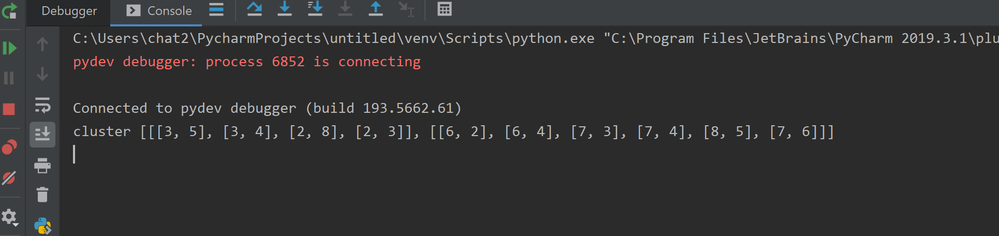 Debugger Console
C:\Users\chat2\PycharmProjects\untitled\venv\Scripts\python.exe "C:\Program Files\JetBrains\PyCharm 2019.3.1\plu
pydev debugger: process 6852 is connecting
Connected to pydev debugger (build 193.5662.61)
cluster [[[3, 5], [3, 4], [2, 8], [2, 3]], [[6, 2], [6, 4], [7, 3], [7, 4], [8, 5], [7, 6]]]